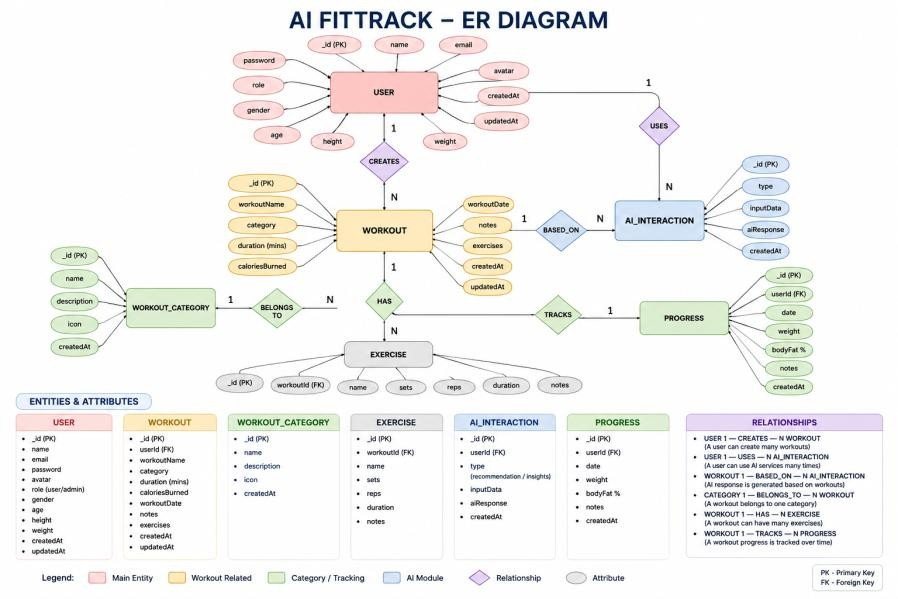 AI FITTRACK – ER DIAGRAM
_id (PK)
name
email
password
avatar
role
USER
createdAt
gender
updatedAt
age
height
weight
1
1
USES
CREATES
N
N
_id (PK)
type
inputData
aiResponse
createdAt
AI_INTERACTION
_id (PK)
workoutName
category
duration (mins)
caloriesBurned
WORKOUT
workoutDate
notes
exercises
createdAt
updatedAt
1
BASED_ON
N
1
_id (PK)
name
description
icon
createdAt
WORKOUT_CATEGORY
1
BELONGS
TO
N
HAS
N
TRACKS
1
PROGRESS
_id (PK)
userId (FK)
date
weight
bodyFat %
notes
createdAt
EXERCISE
_id (PK)
workoutId (FK)
name
sets
reps
duration
notes
ENTITIES & ATTRIBUTES
USER
• _id (PK)
• name
• email
• password
• avatar
• role (user/admin)
• gender
• age
• height
• weight
• createdAt
• updatedAt
WORKOUT
• _id (PK)
• userId (FK)
• workoutName
• category
• duration (mins)
• caloriesBurned
• workoutDate
• notes
• exercises
• createdAt
• updatedAt
WORKOUT_CATEGORY
• _id (PK)
• name
• description
• icon
• createdAt
EXERCISE
• _id (PK)
• workoutId (FK)
• name
• sets
• reps
• duration
• notes
AI_INTERACTION
• _id (PK)
• userId (FK)
• type
(recommendation / insights)
• inputData
• aiResponse
• createdAt
PROGRESS
• _id (PK)
• userId (FK)
• date
• weight
• bodyFat %
• notes
• createdAt
RELATIONSHIPS
• USER 1 — CREATES — N WORKOUT
(A user can create many workouts)
• USER 1 — USES — N AI_INTERACTION
(A user can use AI services many times)
• WORKOUT 1 — BASED_ON — N AI_INTERACTION
(AI response is generated based on workouts)
• CATEGORY 1 — BELONGS_TO — N WORKOUT
(A workout belongs to one category)
• WORKOUT 1 — HAS — N EXERCISE
(A workout can have many exercises)
• WORKOUT 1 — TRACKS — N PROGRESS
(A workout progress is tracked over time)
Legend:
Main Entity
Workout Related
Category / Tracking
AI Module
Relationship
Attribute
PK - Primary Key
FK - Foreign Key